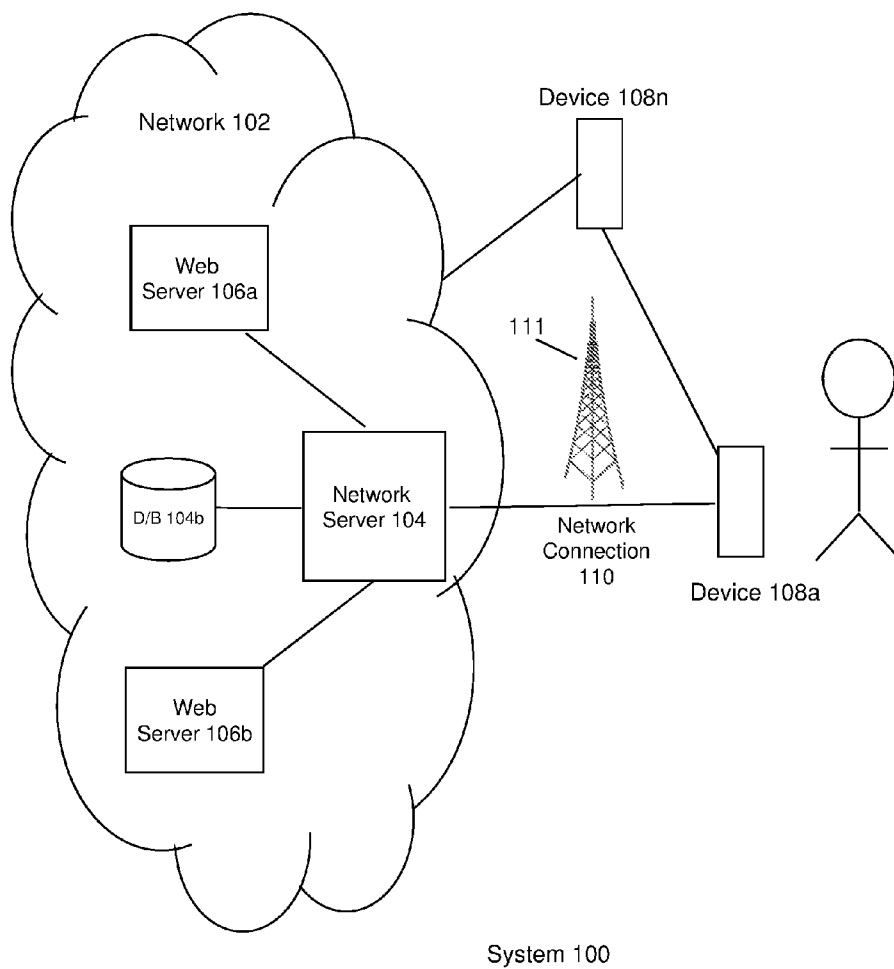 Device 108n
Network 102
Web
Server 106a
111
D/B 104b
Network
Server 104
Network
Connection
110
Device 108a
Web
Server 106b
System 100